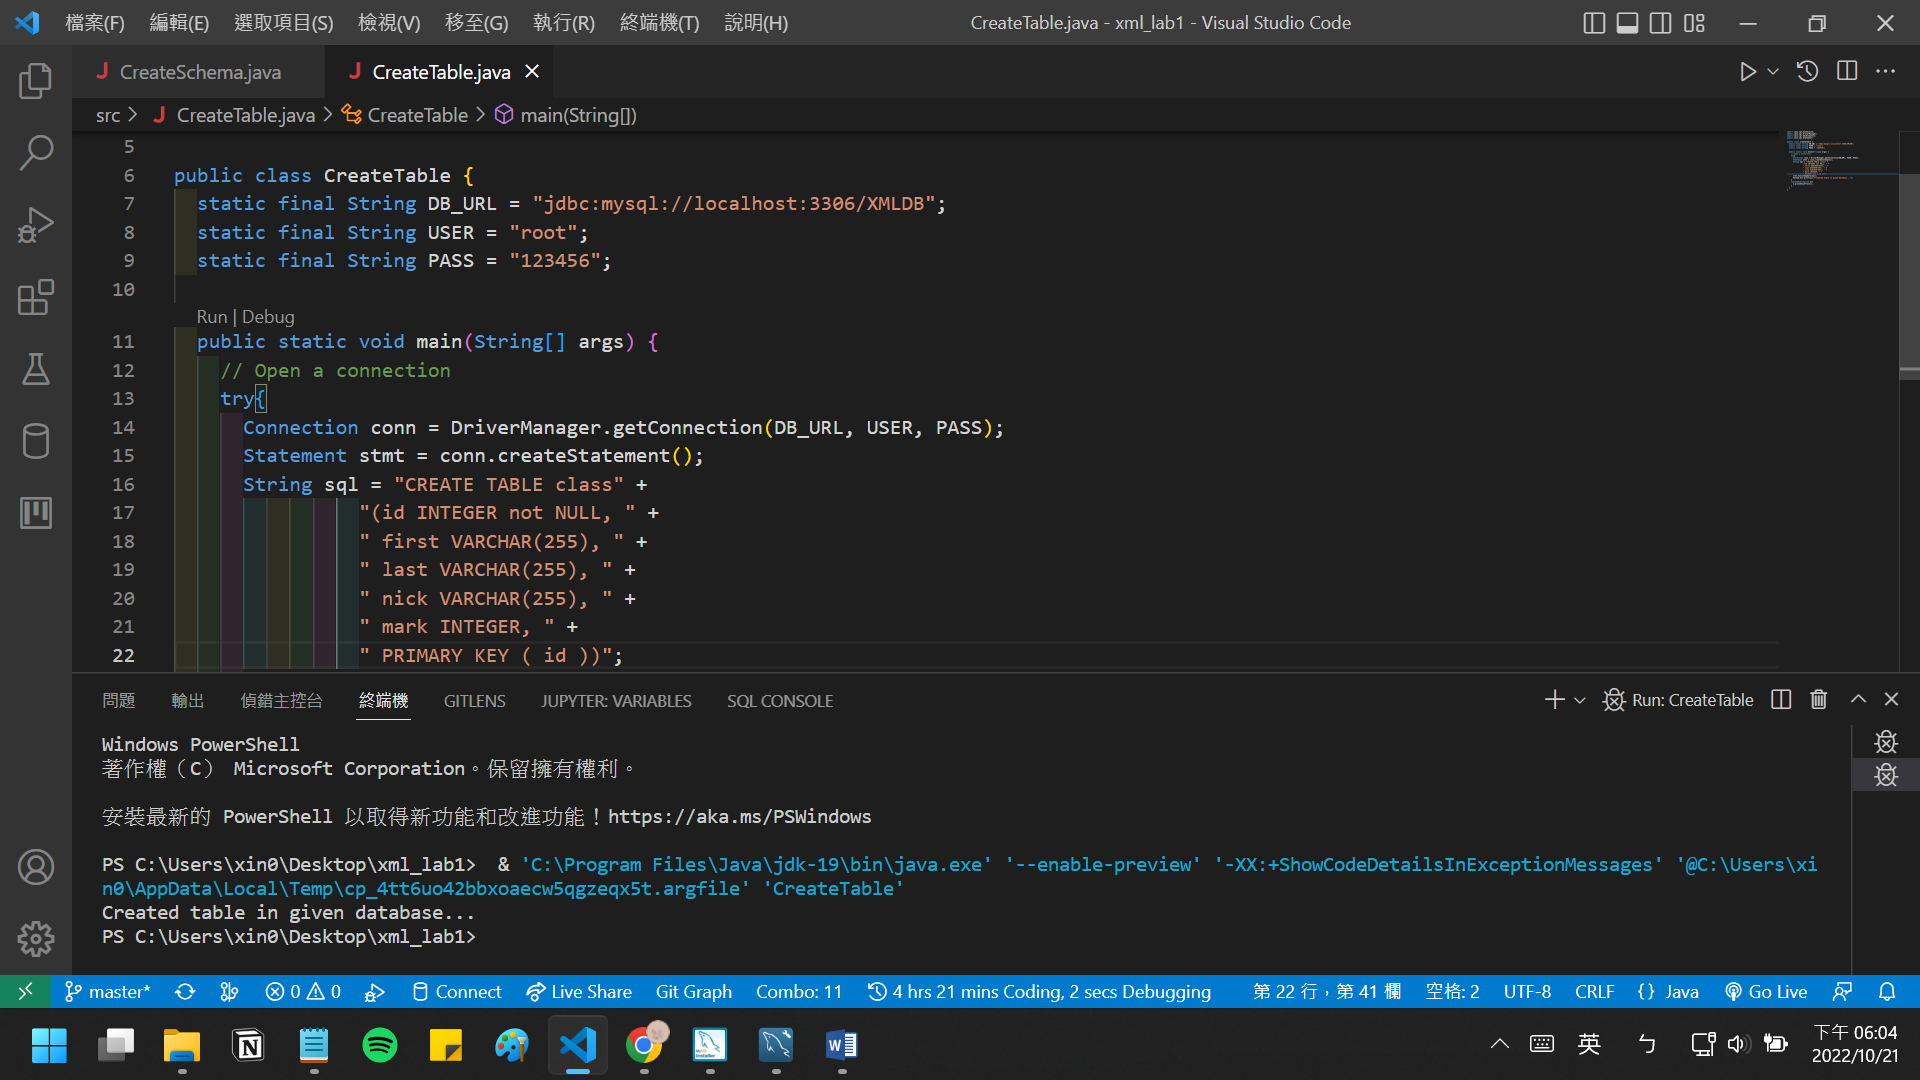 檔案(F) 編輯(E) 選取項目(S) 檢視(V) 移至(G) 執行(R) 終端機(T) 說明(H) CreateTable.java - xml_lab1 - Visual Studio Code
CreateSchema.java CreateTable.java
src > CreateTable.java > CreateTable > main(String[])
5
6 public class CreateTable {
7 static final String DB_URL = "jdbc:mysql://localhost:3306/XMLDB";
8 static final String USER = "root";
9 static final String PASS = "123456";
10
Run | Debug
11 public static void main(String[] args) {
12 // Open a connection
13 try{
14 Connection conn = DriverManager.getConnection(DB_URL, USER, PASS);
15 Statement stmt = conn.createStatement();
16 String sql = "CREATE TABLE class" +
17 "(id INTEGER not NULL, " +
18 " first VARCHAR(255), " +
19 " last VARCHAR(255), " +
20 " nick VARCHAR(255), " +
21 " mark INTEGER, " +
22 " PRIMARY KEY ( id ))";
問題 輸出 偵錯主控台 終端機 GITLENS JUPYTER: VARIABLES SQL CONSOLE Run: CreateTable
Windows PowerShell
著作權（C） Microsoft Corporation。保留擁有權利。
安裝最新的 PowerShell 以取得新功能和改進功能！https://aka.ms/PSWindows
PS C:\Users\xin0\Desktop\xml_lab1>  & 'C:\Program Files\Java\jdk-19\bin\java.exe' '--enable-preview' '-XX:+ShowCodeDetailsInExceptionMessages' '@C:\Users\xi
n0\AppData\Local\Temp\cp_4tt6uo42bbxoaecw5qgzeqx5t.argfile' 'CreateTable'
Created table in given database...
PS C:\Users\xin0\Desktop\xml_lab1>
master* 0 0 Connect Live Share Git Graph Combo: 11 4 hrs 21 mins Coding, 2 secs Debugging 第 22 行，第 41 欄 空格: 2 UTF-8 CRLF {} Java Go Live
英 ㄅ 下午 06:04
2022/10/21